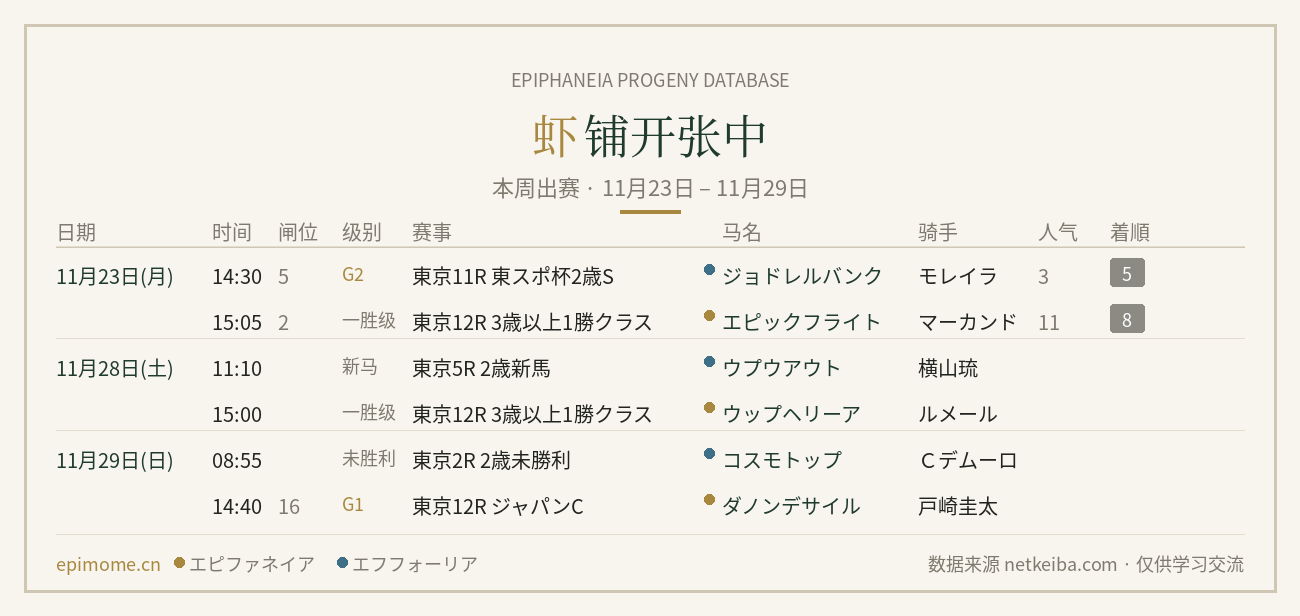 EPIPHANEIA PROGENY DATABASE
虾铺开张中
本周出赛 · 11月23日 – 11月29日
日期 时间 闸位 级别 赛事 马名 骑手 人气 着順
11月23日(月) 14:30 5 G2 東京11R 東スポ杯2歳S ジョドレルバンク モレイラ 3 5
15:05 2 一胜级 東京12R 3歳以上1勝クラス エピックフライト マーカンド 11 8
11月28日(土) 11:10 新马 東京5R 2歳新馬 ウプウアウト 横山琉
15:00 一胜级 東京12R 3歳以上1勝クラス ウップヘリーア ルメール
11月29日(日) 08:55 未胜利 東京2R 2歳未勝利 コスモトップ Ｃデムーロ
14:40 16 G1 東京12R ジャパンC ダノンデサイル 戸崎圭太
epimome.cn エピファネイア エフフォーリア 数据来源 netkeiba.com · 仅供学习交流